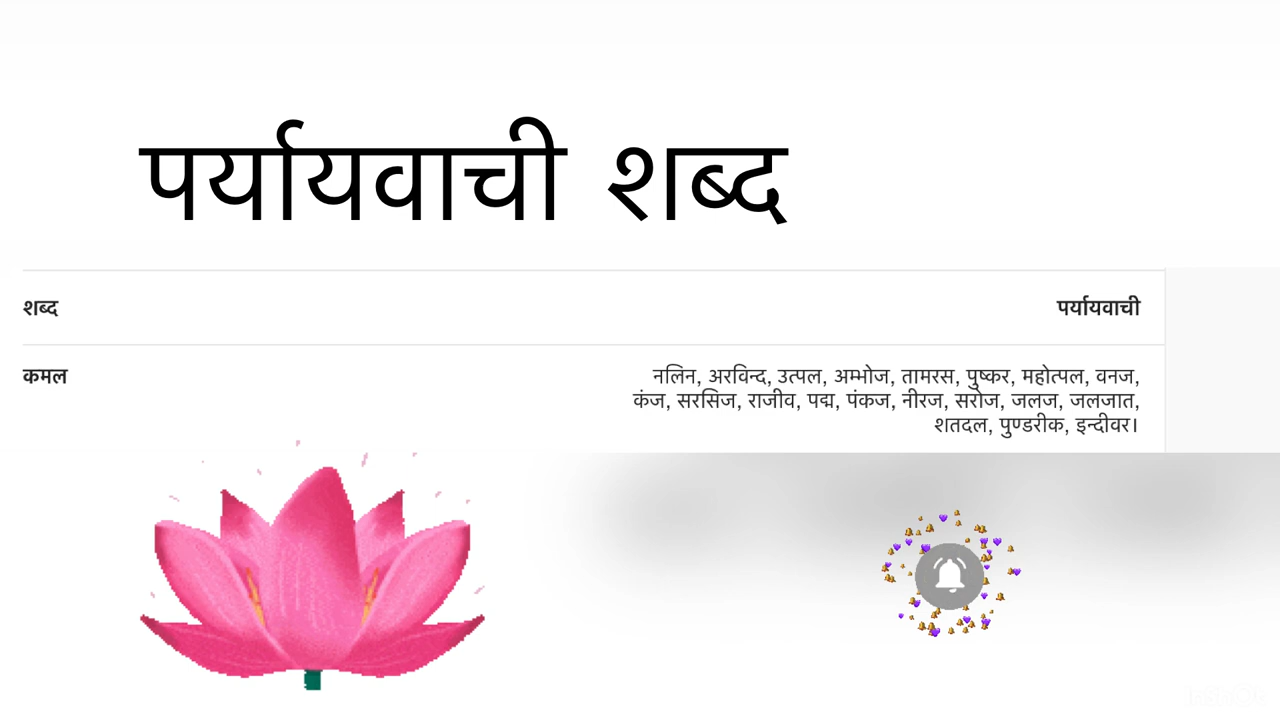 पर्यायवाची शब्द
शब्द पर्यायवाची
कमल नलिन, अरविन्द, उत्पल, अम्भोज, तामरस, पुष्कर, महोत्पल, वनज,
कंज, सरसिज, राजीव, पद्म, पंकज, नीरज, सरोज, जलज, जलजात,
शतदल, पुण्डरीक, इन्दीवर।